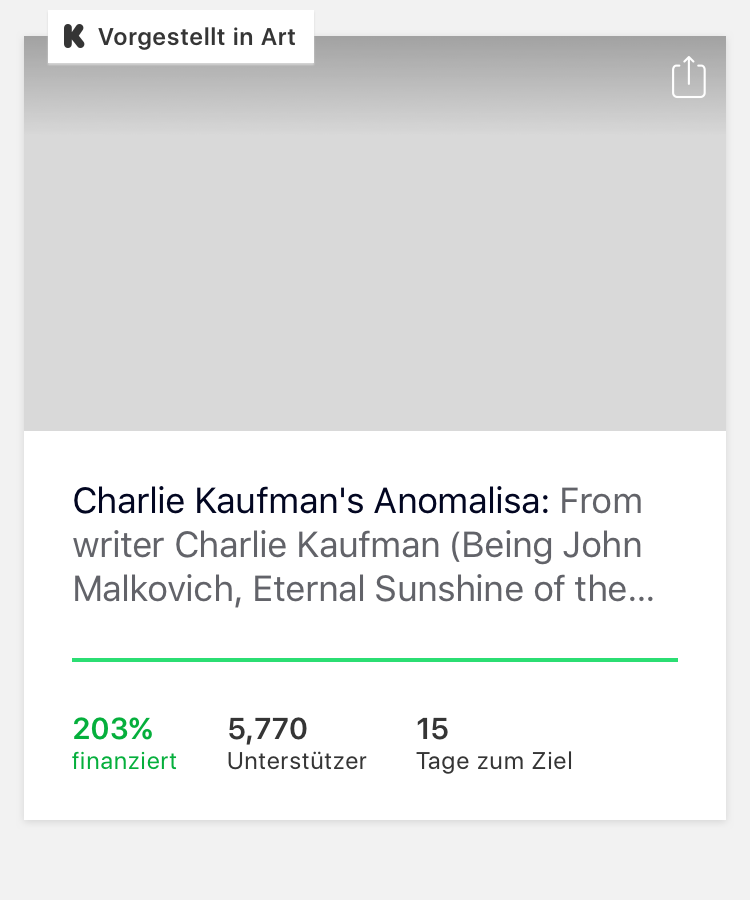 Vorgestellt in Art
Charlie Kaufman's Anomalisa: From
writer Charlie Kaufman (Being John
Malkovich, Eternal Sunshine of the...
203%
finanziert
5,770
Unterstützer
15
Tage zum Ziel